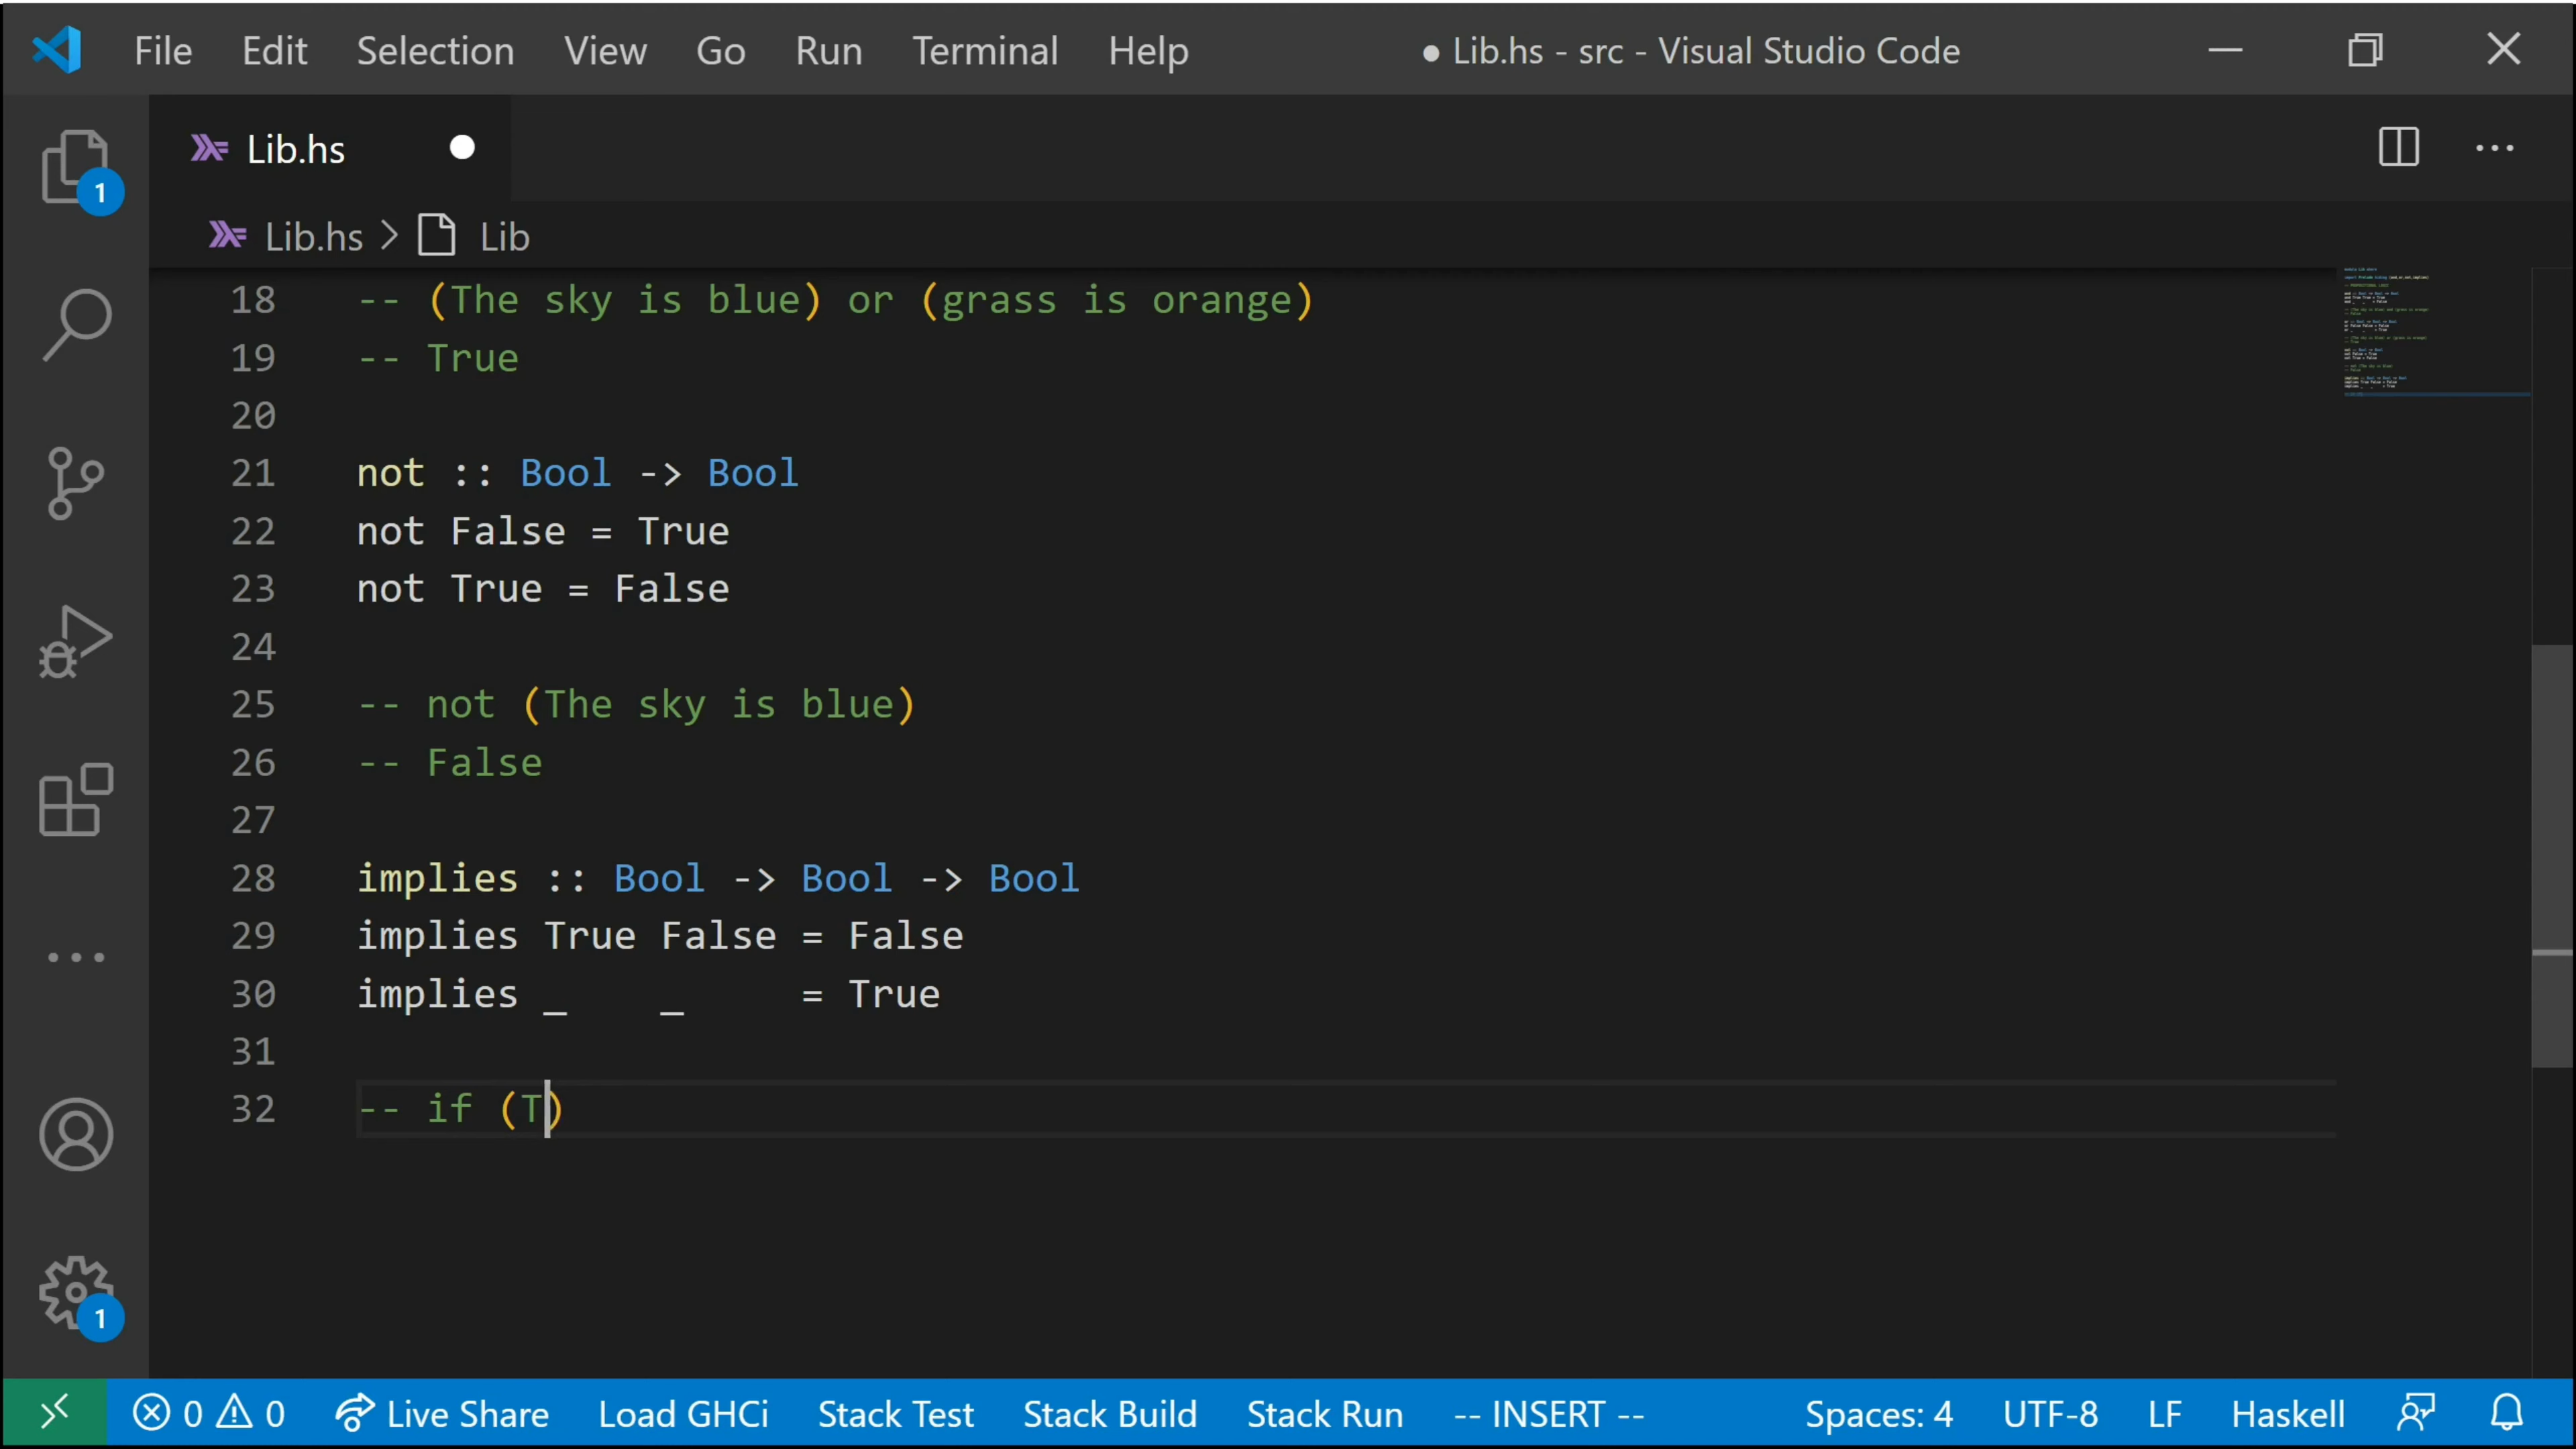 File Edit Selection View Go Run Terminal Help ● Lib.hs - src - Visual Studio Code
Lib.hs
1
Lib.hs > Lib
18 -- (The sky is blue) or (grass is orange)
19 -- True
20
21 not :: Bool -> Bool
22 not False = True
23 not True = False
24
25 -- not (The sky is blue)
26 -- False
27
28 implies :: Bool -> Bool -> Bool
29 implies True False = False
30 implies _    _     = True
31
32 -- if (T)
1
0 0 Live Share Load GHCi Stack Test Stack Build Stack Run -- INSERT -- Spaces: 4 UTF-8 LF Haskell